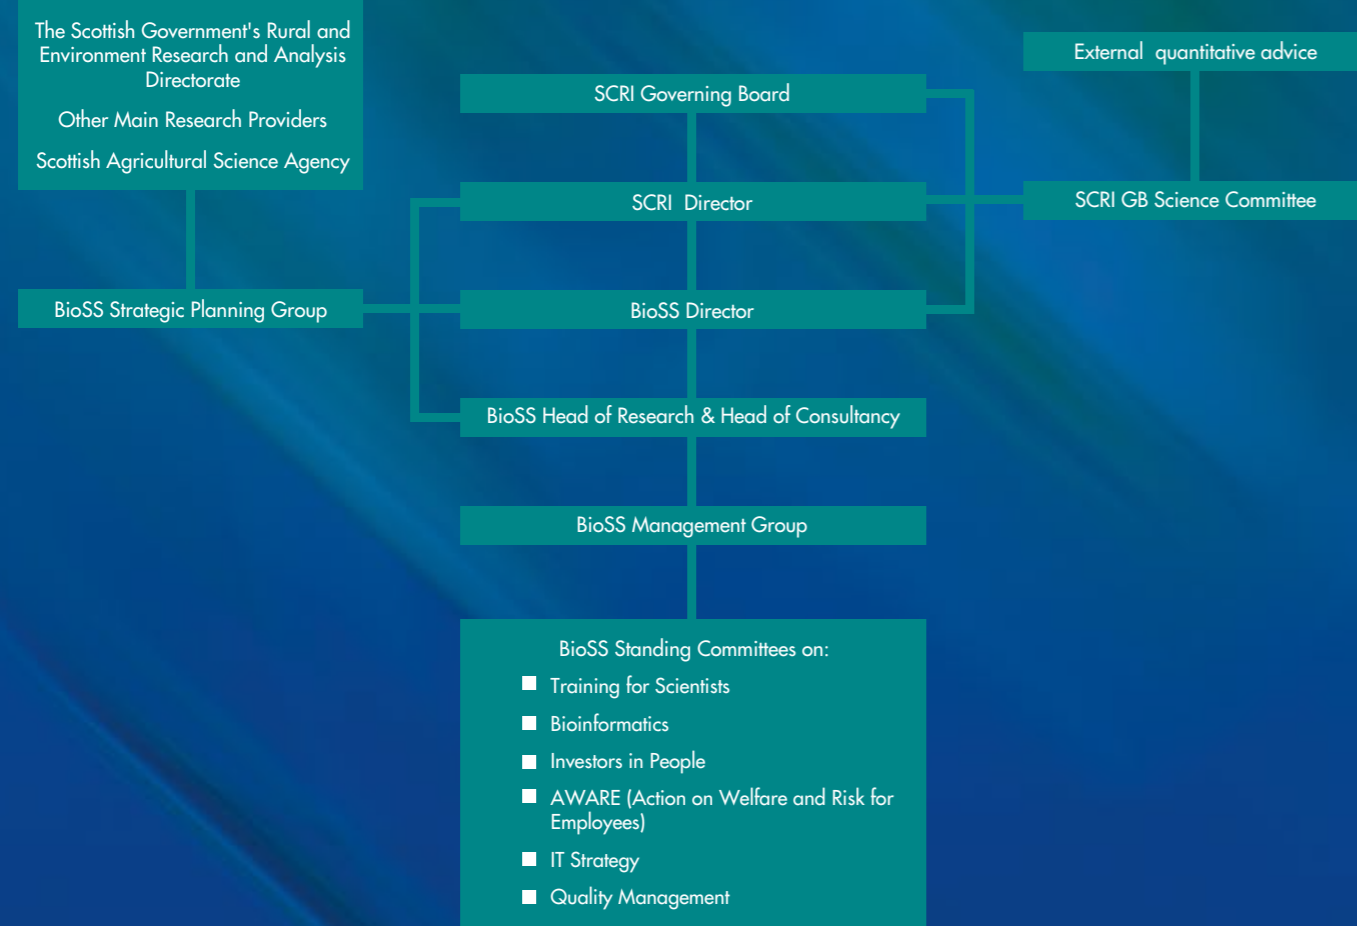 The Scottish Government's Rural and
Environment Research and Analysis
Directorate
Other Main Research Providers
Scottish Agricultural Science Agency
External quantitative advice
SCRI Governing Board
SCRI Director
SCRI GB Science Committee
BioSS Strategic Planning Group
BioSS Director
BioSS Head of Research & Head of Consultancy
BioSS Management Group
BioSS Standing Committees on:
Training for Scientists
Bioinformatics
Investors in People
AWARE (Action on Welfare and Risk for
Employees)
IT Strategy
Quality Management